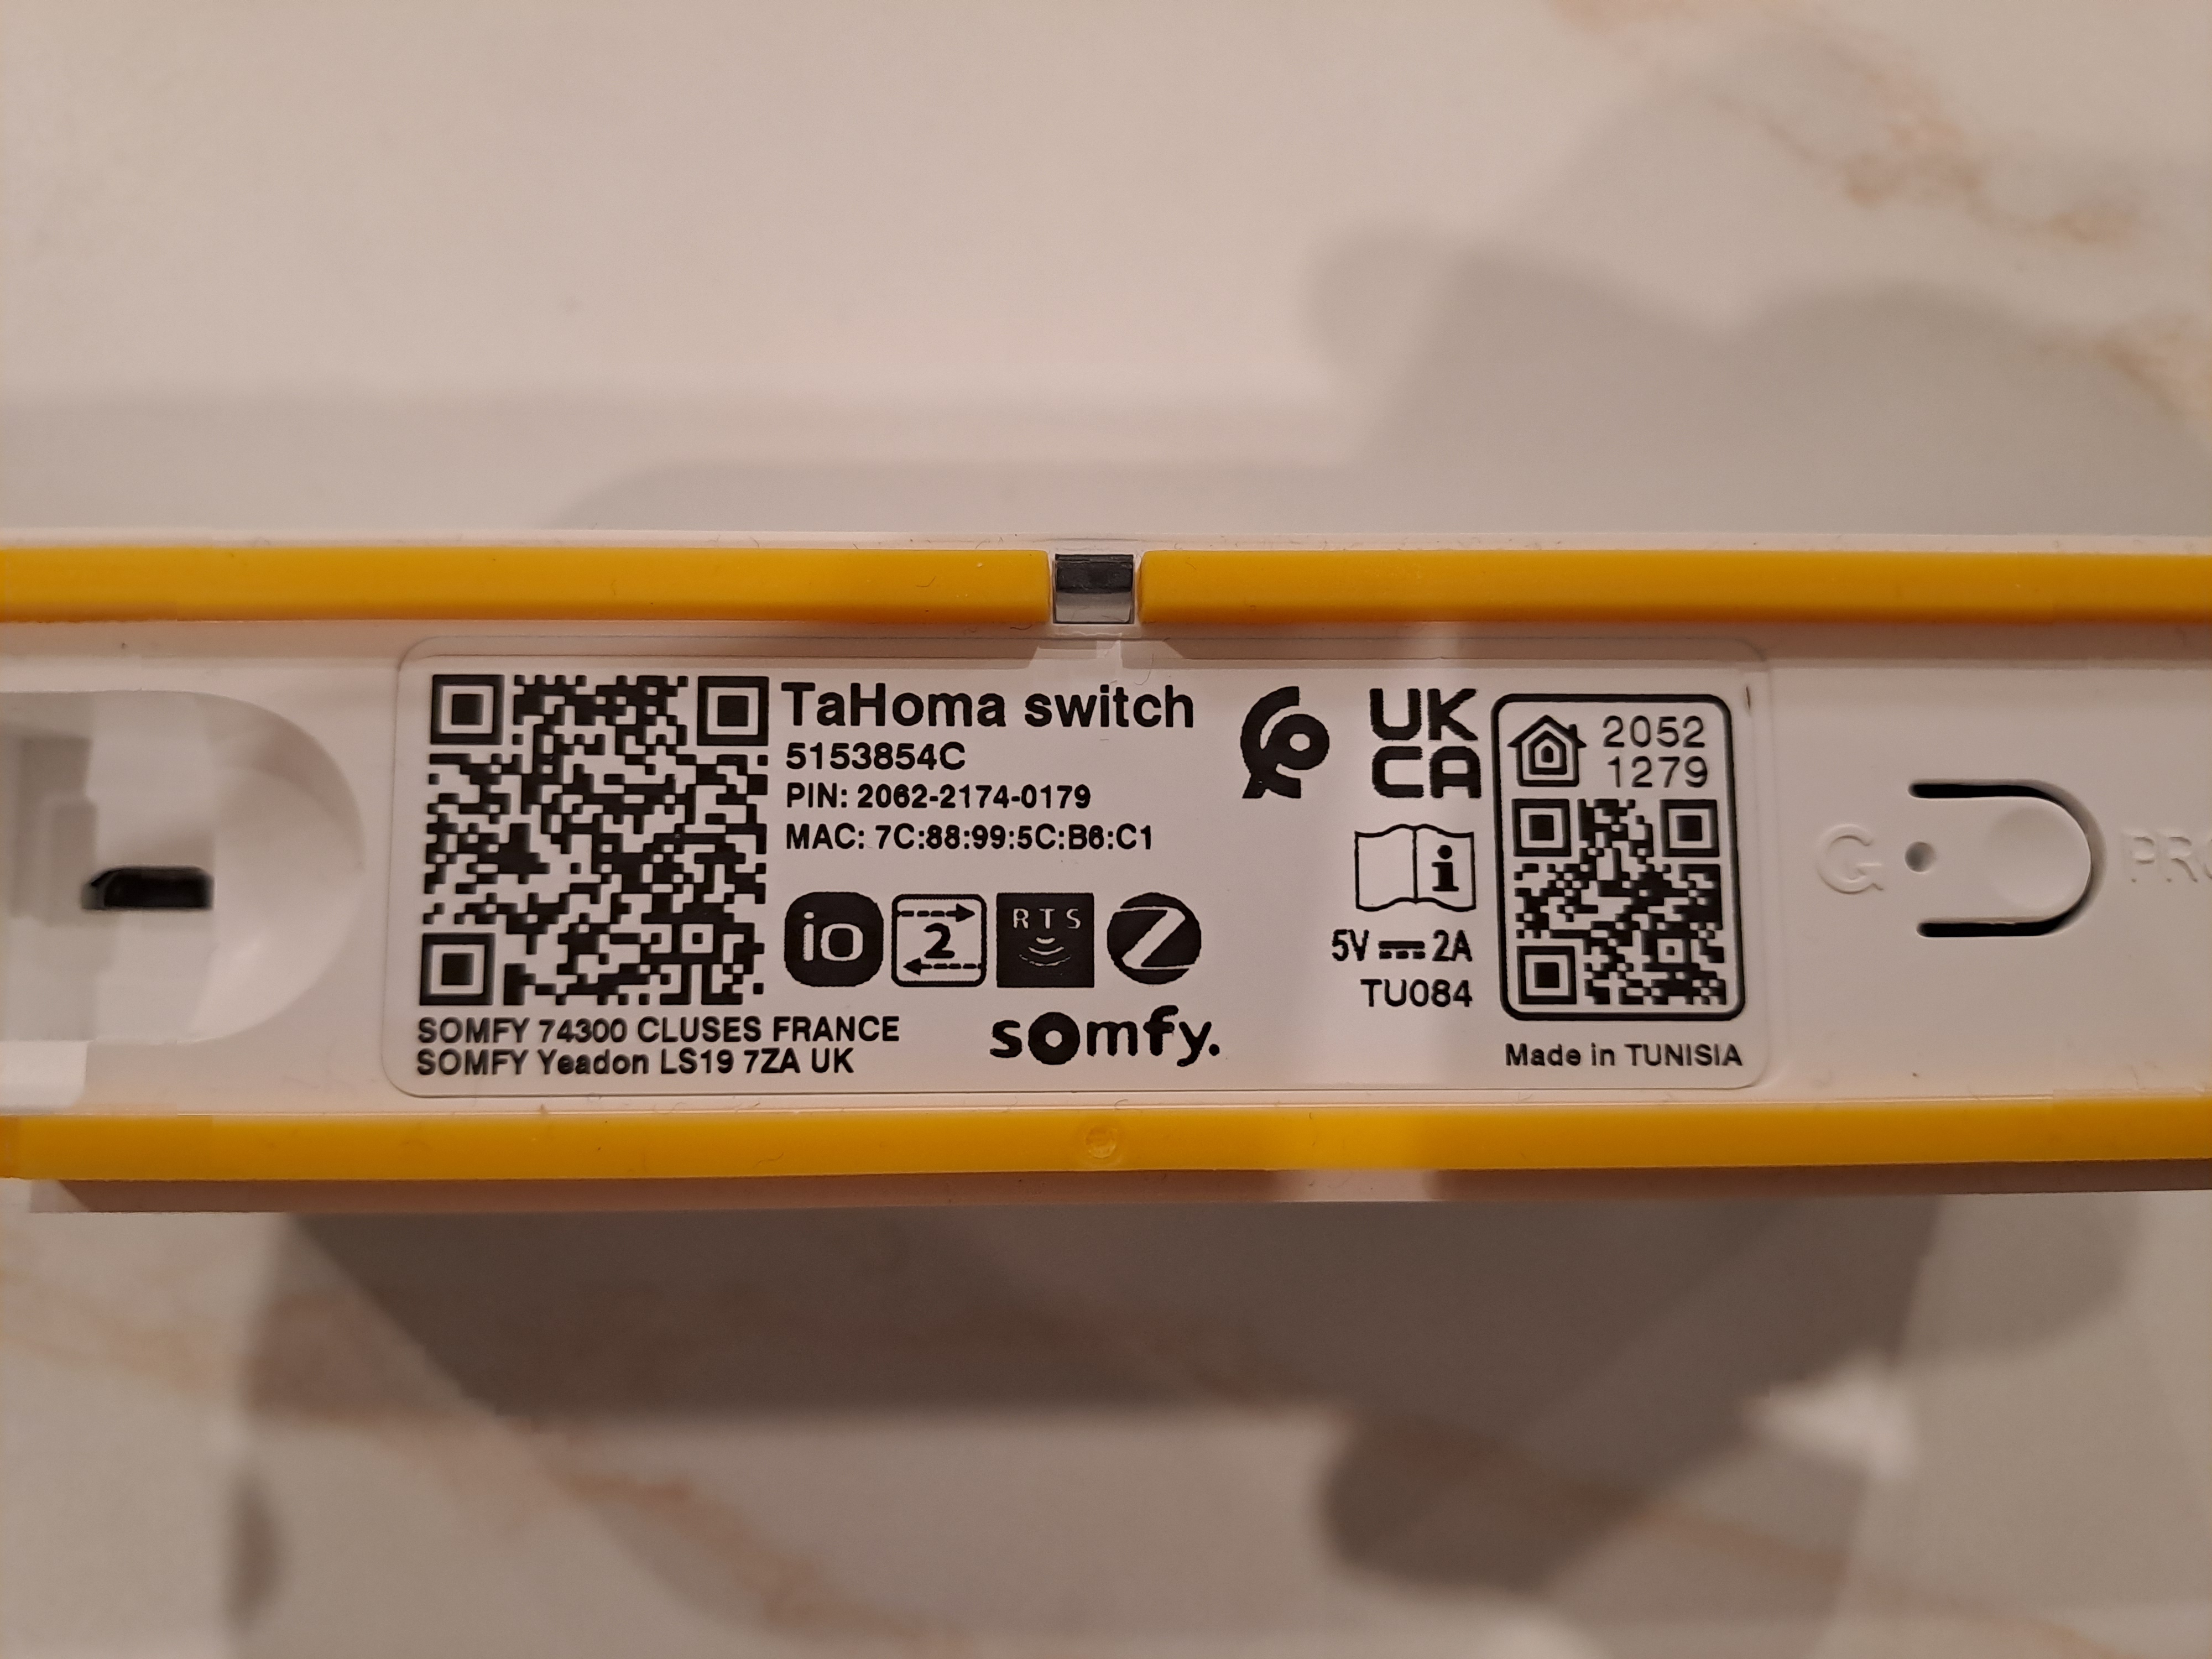 TaHoma switch
5153854C
PIN: 2062-2174-0179
MAC: 7C:88:99:5C:B6:C1
io
2
RTS
Z
SOMFY 74300 CLUSES FRANCE
SOMFY Yeadon LS19 7ZA UK
somfy.
UK
CA
i
5V 2A
TU084
2052
1279
Made in TUNISIA
G